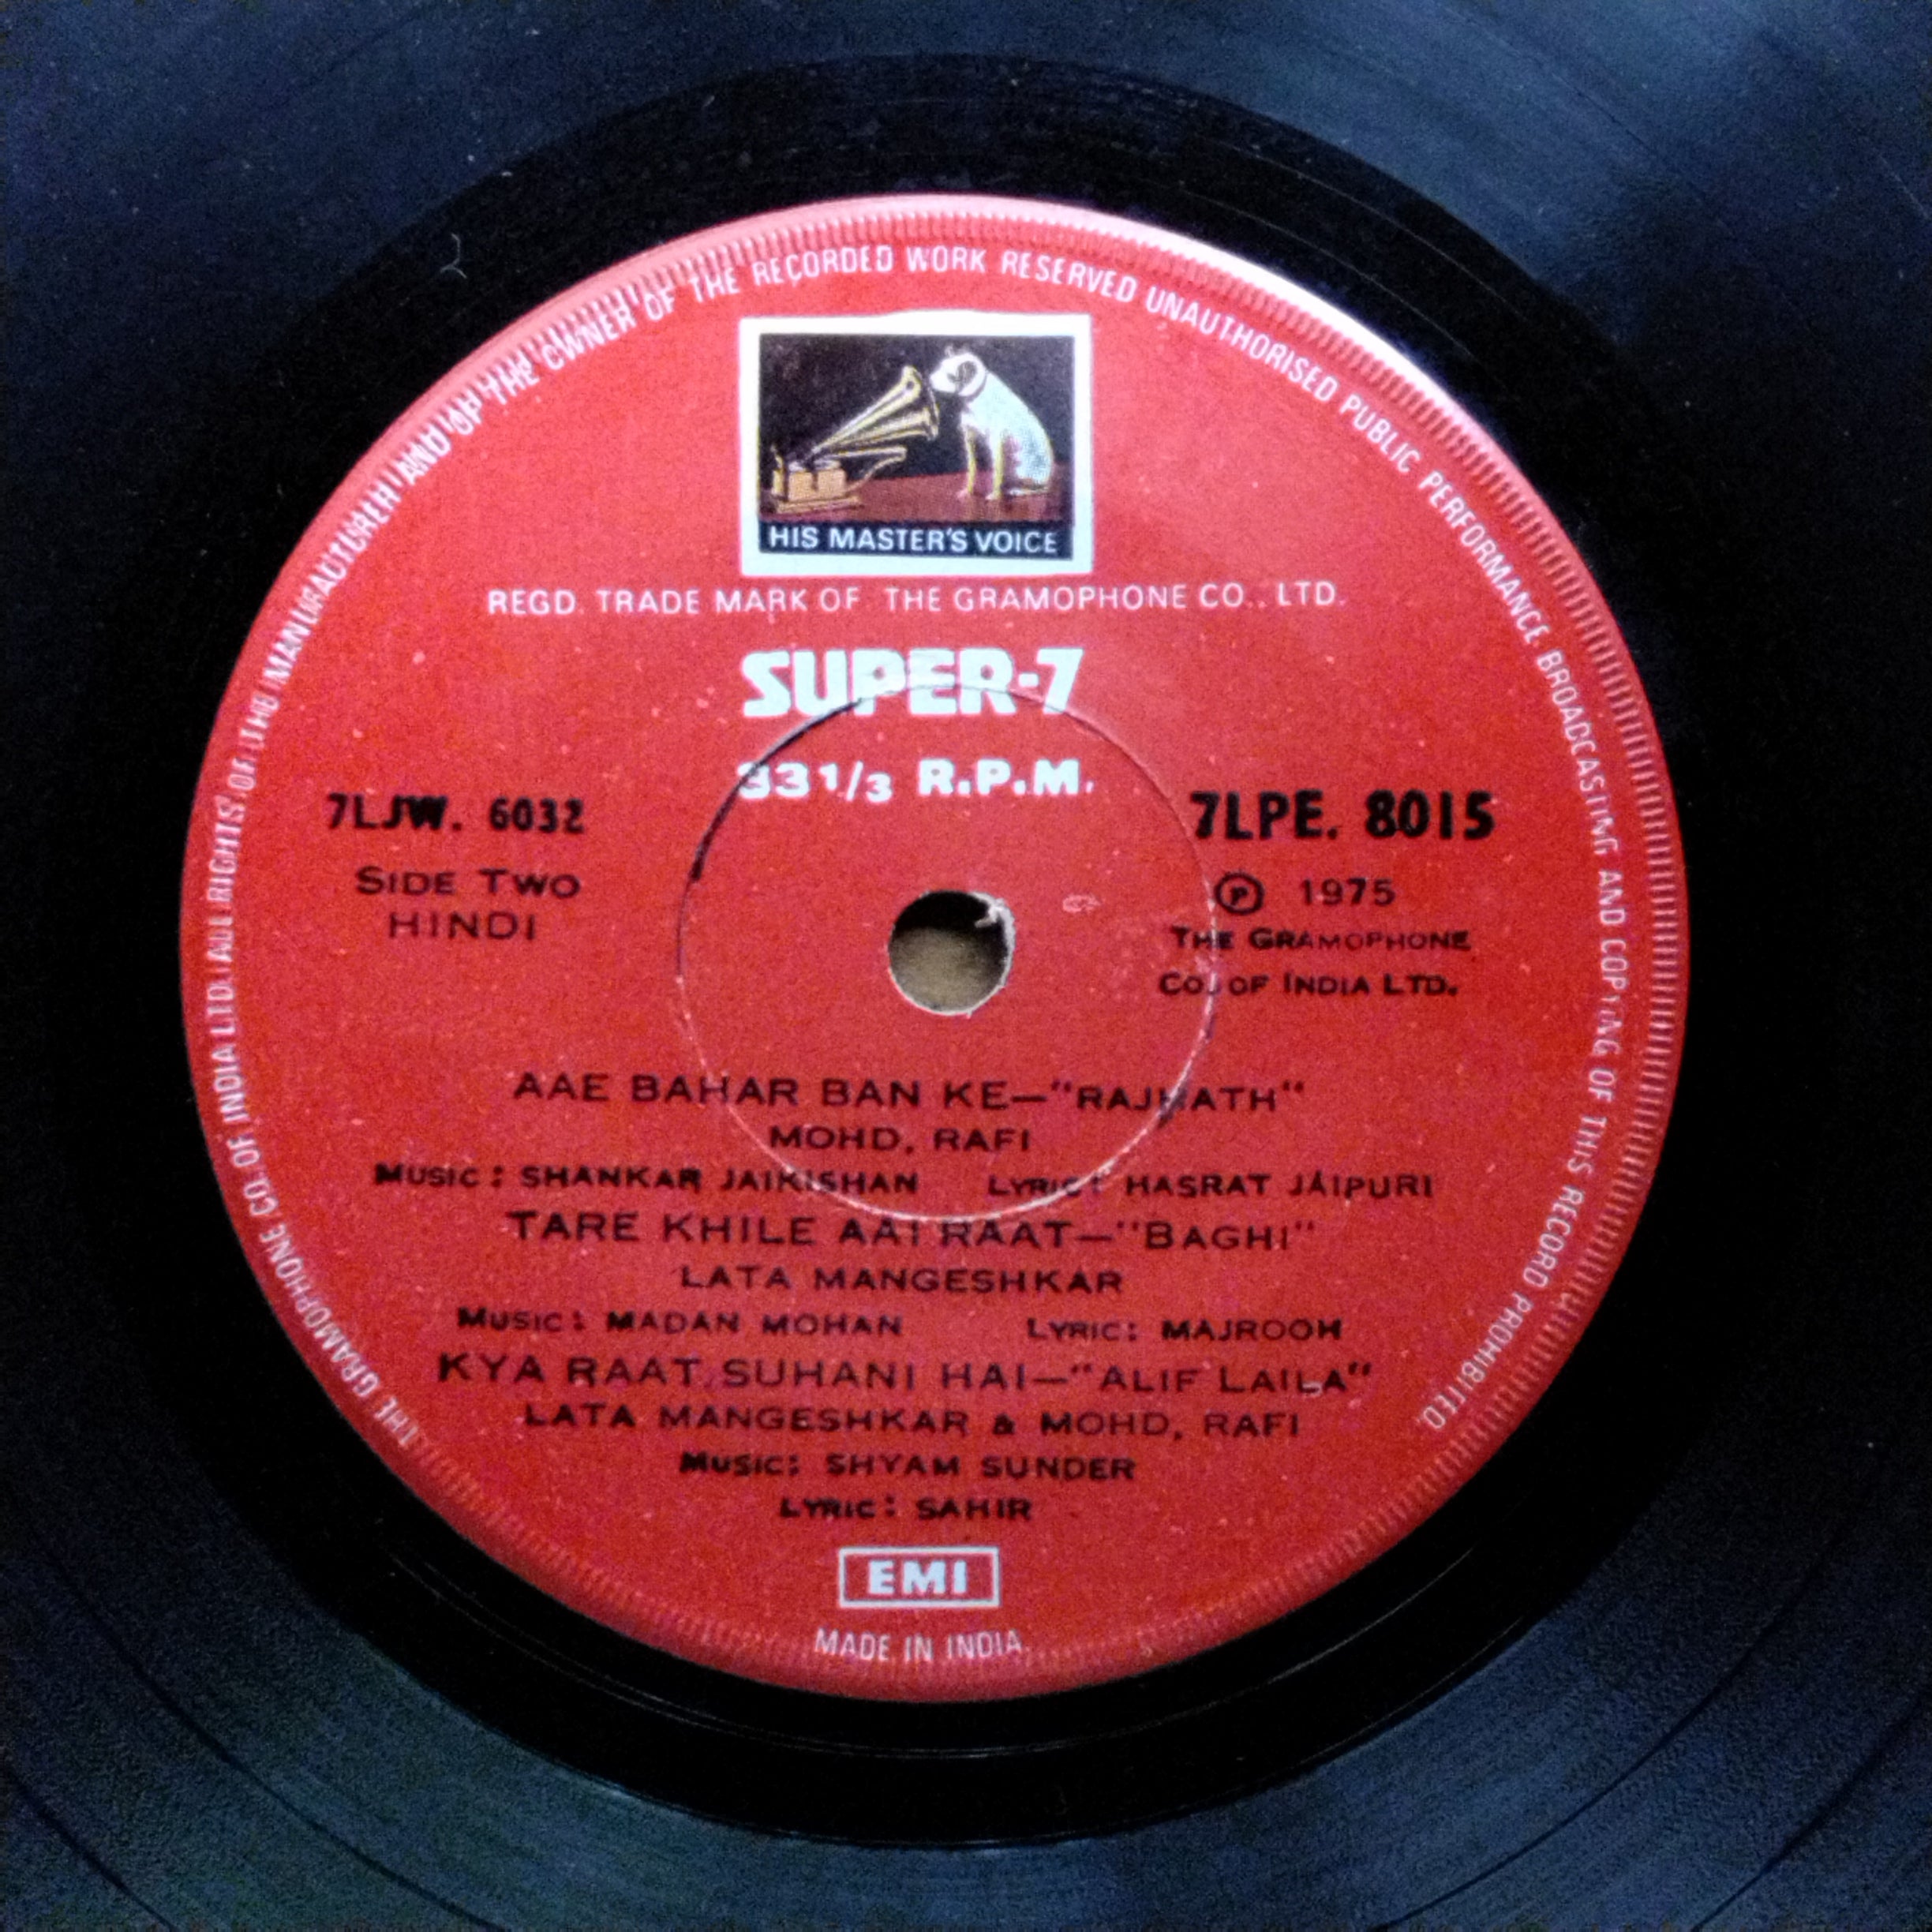 THE GRAMOPHONE CO. OF INDIA LTD. ALL RIGHTS OF THE MANUFACTURER AND OF THE OWNER OF THE RECORDED WORK RESERVED UNAUTHORISED PUBLIC PERFORMANCE BROADCASTING AND COPYING OF THIS RECORD PROHIBITED.
HIS MASTER'S VOICE
REGD. TRADE MARK OF THE GRAMOPHONE CO., LTD.
SUPER-7
33 1/3 R.P.M.
7LJW. 6032
SIDE TWO
HINDI
7LPE. 8015
℗ 1975
THE GRAMOPHONE
CO. OF INDIA LTD.
AAE BAHAR BAN KE—"RAJHATH"
MOHD. RAFI
MUSIC: SHANKAR JAIKISHAN LYRIC: HASRAT JAIPURI
TARE KHILE AAI RAAT—"BAGHI"
LATA MANGESHKAR
MUSIC: MADAN MOHAN LYRIC: MAJROOH
KYA RAAT SUHANI HAI—"ALIF LAILA"
LATA MANGESHKAR & MOHD. RAFI
MUSIC: SHYAM SUNDER
LYRIC: SAHIR
EMI
MADE IN INDIA